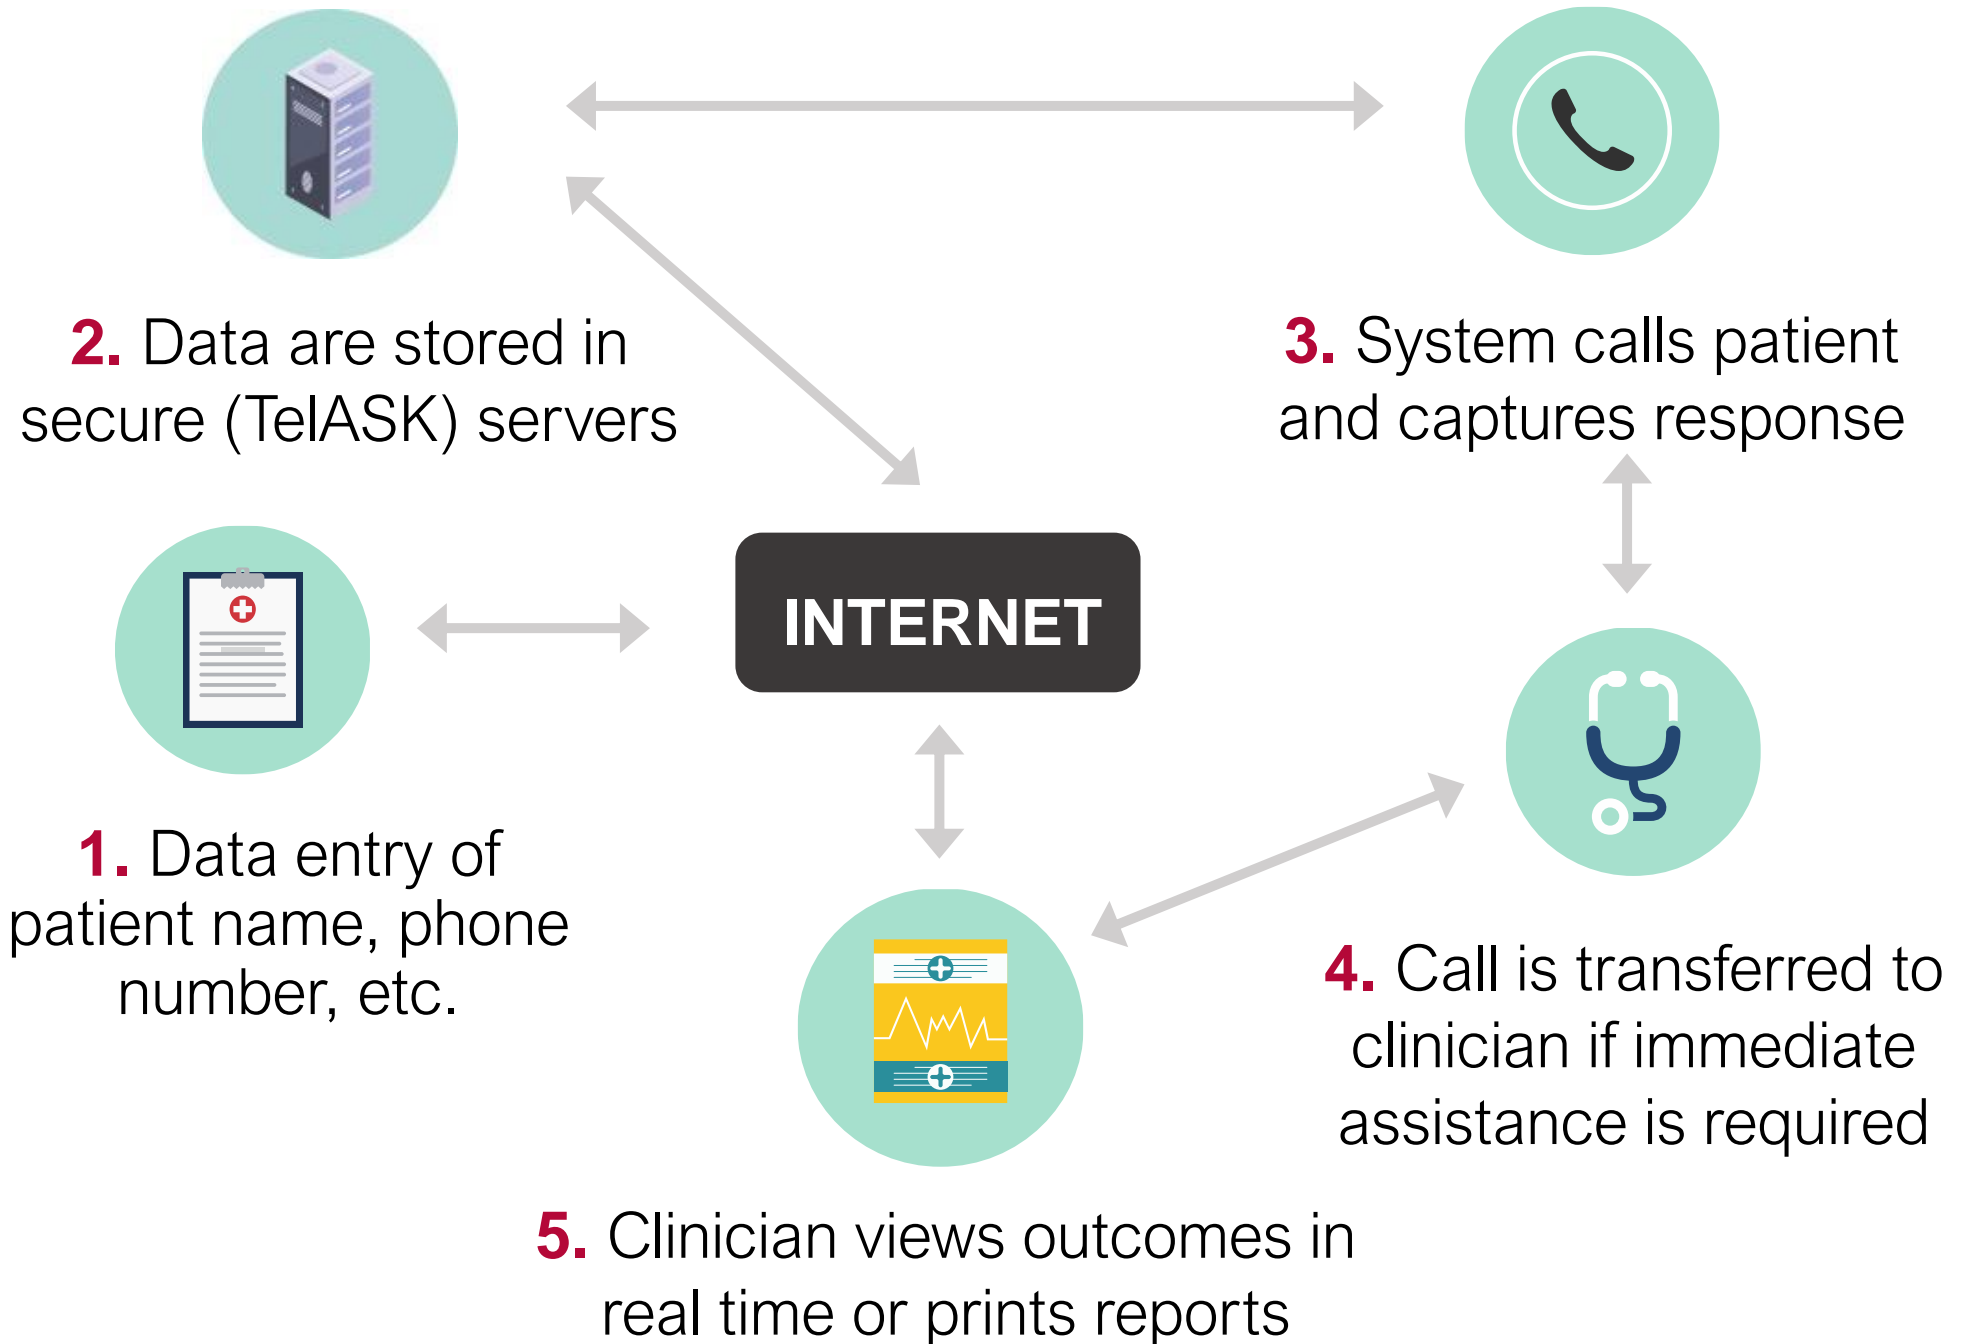 2. Data are stored in
secure (TelASK) servers
3. System calls patient
and captures response
INTERNET
1. Data entry of
patient name, phone
number, etc.
4. Call is transferred to
clinician if immediate
assistance is required
5. Clinician views outcomes in
real time or prints reports